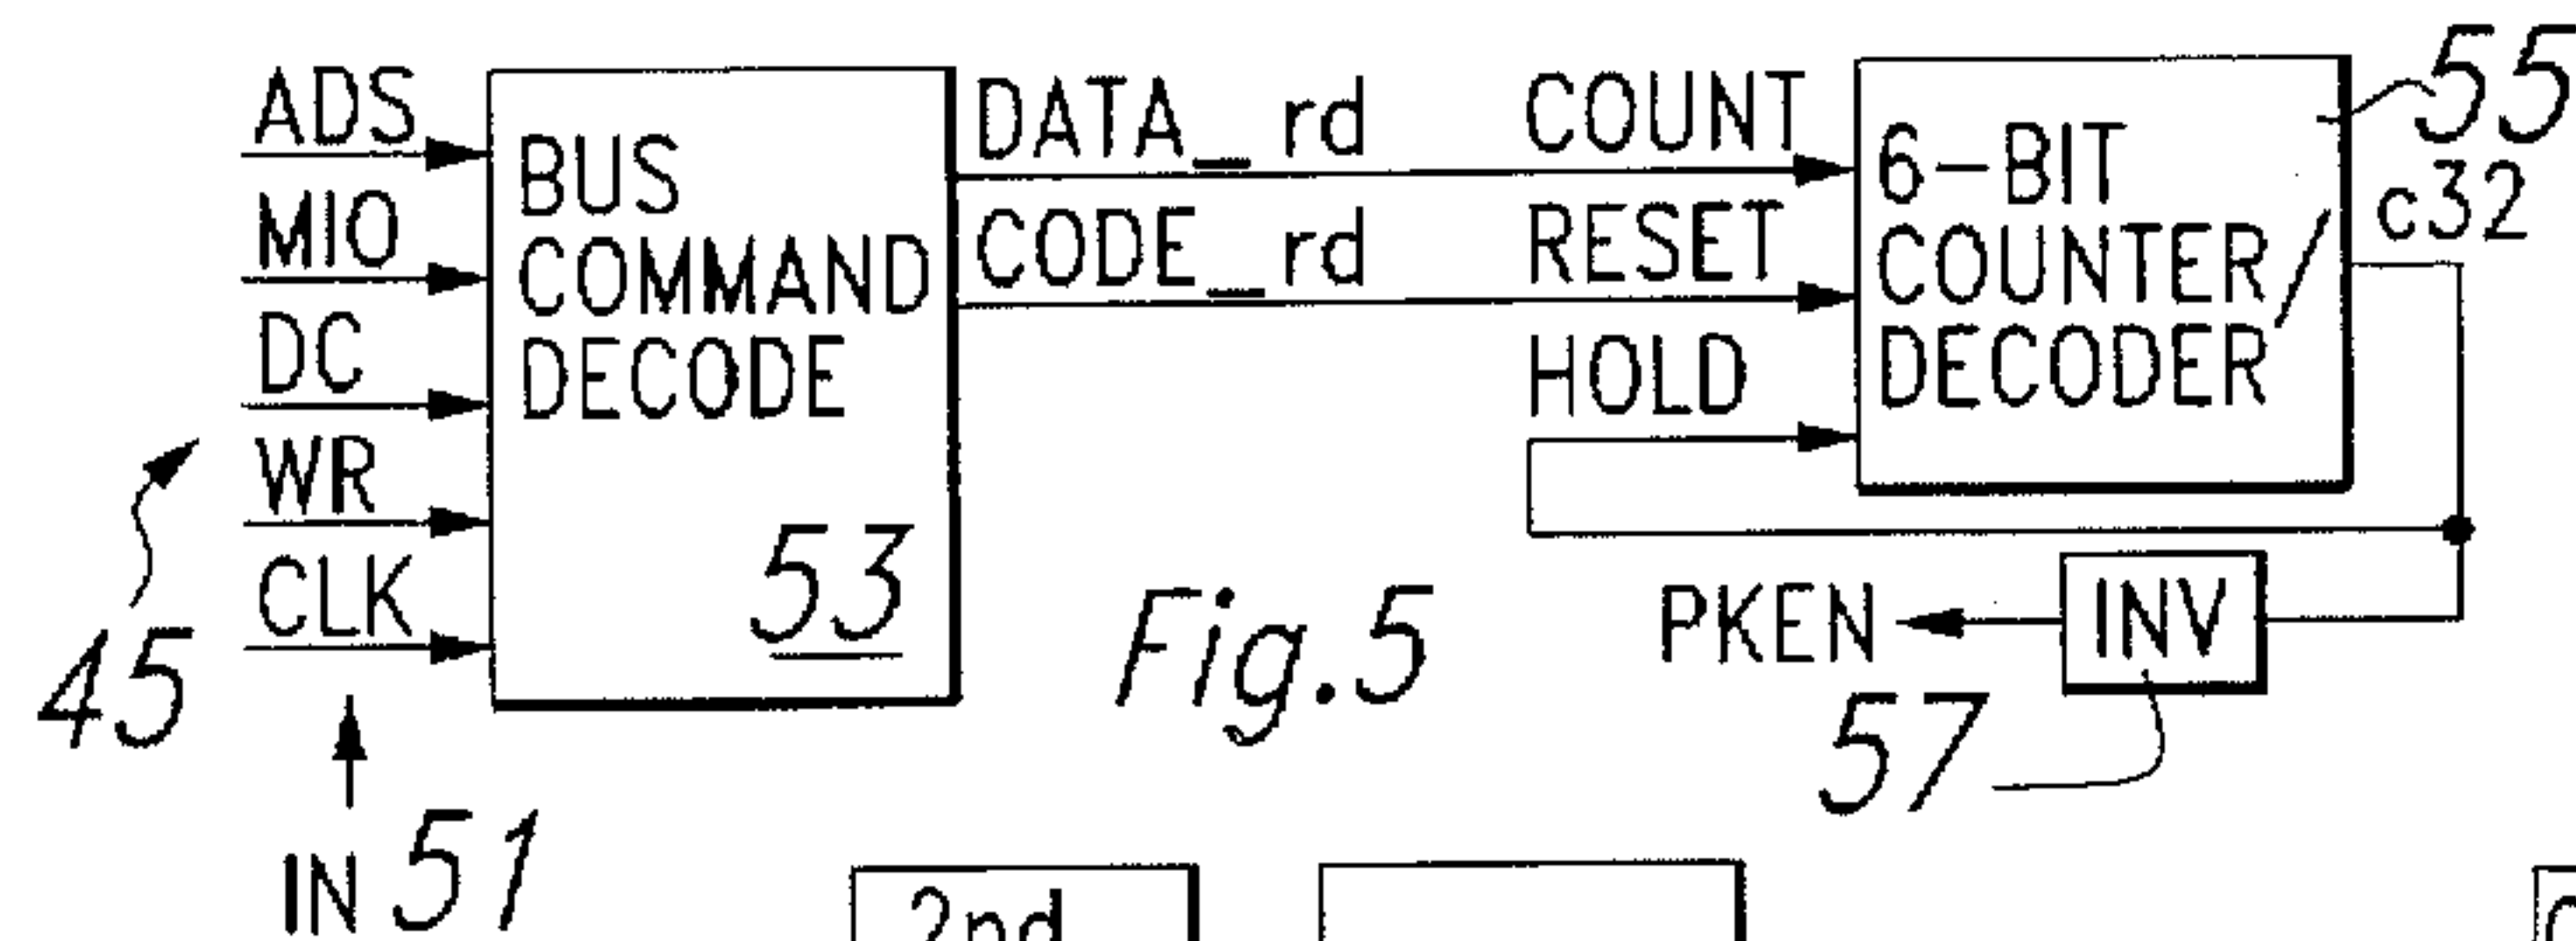 ADS
MIO
DC
WR
CLK
45
IN 51
BUS
COMMAND
DECODE
53
DATA_rd
CODE_rd
COUNT
RESET
HOLD
6-BIT
COUNTER/
DECODER
55
c32
INV
PKEN
57
Fig.5
2nd